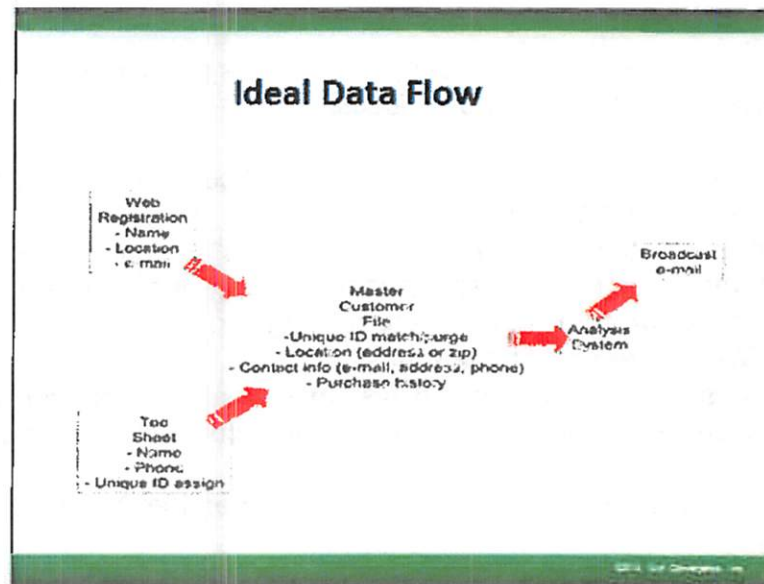 Ideal Data Flow
Web
Registration
- Name
- Location
- e-mail
Broadcast
e-mail
Master
Customer
File
-Unique ID match/purge
- Location (address or zip)
- Contact info (e-mail, address, phone)
- Purchase history
Analysis
System
Tee
Sheet
- Name
- Phone
- Unique ID assign